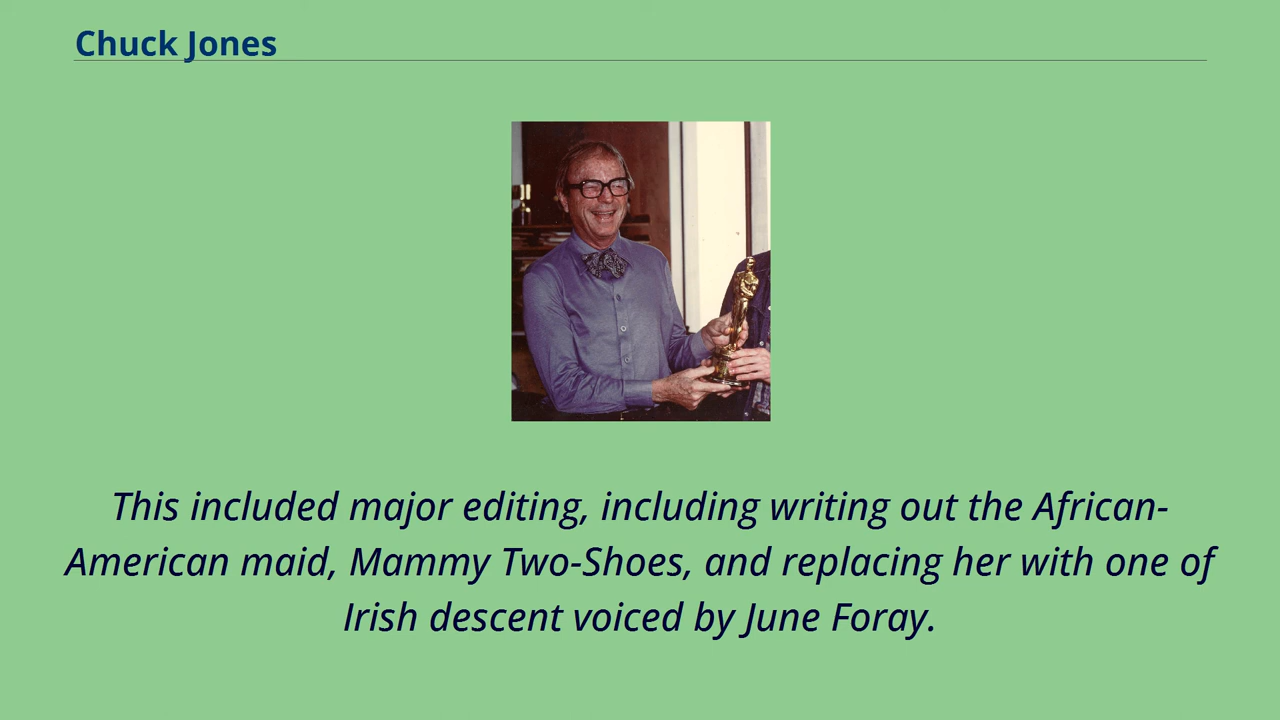 Chuck Jones
This included major editing, including writing out the African-
American maid, Mammy Two-Shoes, and replacing her with one of
Irish descent voiced by June Foray.